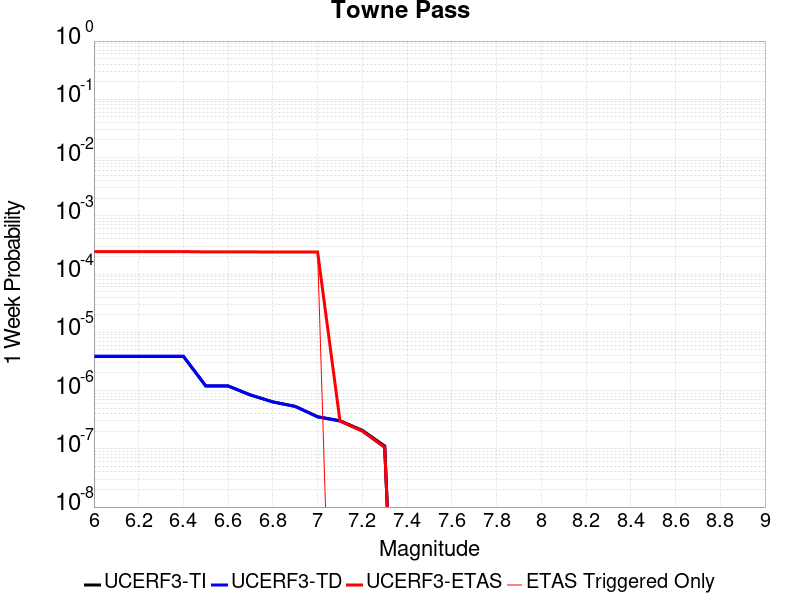 Towne Pass
10^0
10^-1
10^-2
10^-3
10^-4
10^-5
10^-6
10^-7
10^-8
1 Week Probability
6 6.2 6.4 6.6 6.8 7 7.2 7.4 7.6 7.8 8 8.2 8.4 8.6 8.8 9
Magnitude
UCERF3-TI UCERF3-TD UCERF3-ETAS ETAS Triggered Only